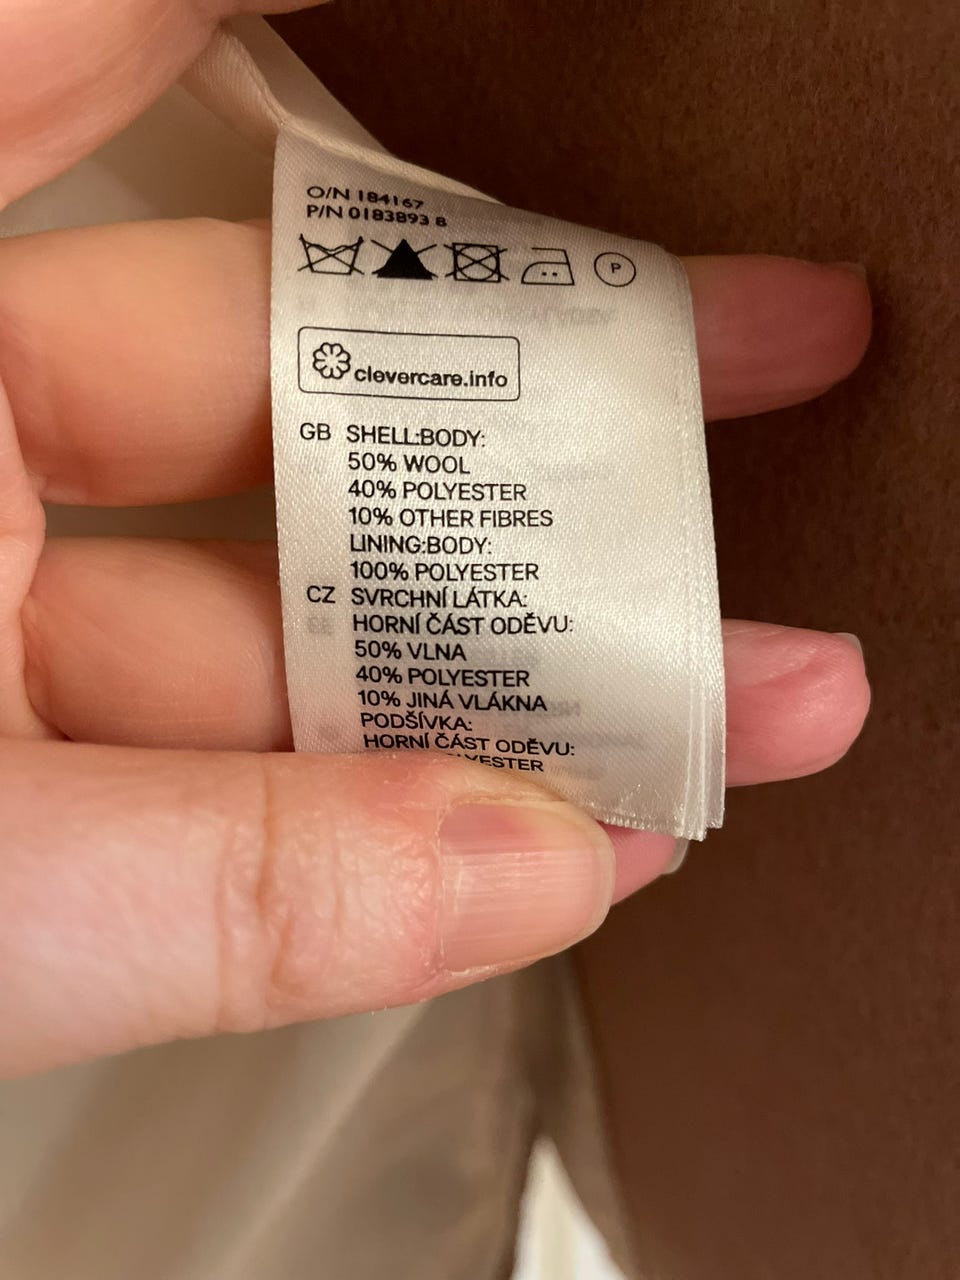 O/N 184167
P/N 0183893 8
P
clevercare.info
GB SHELL:BODY:
50% WOOL
40% POLYESTER
10% OTHER FIBRES
LINING:BODY:
100% POLYESTER
CZ SVRCHNÍ LÁTKA:
HORNÍ ČÁST ODĚVU:
50% VLNA
40% POLYESTER
10% JINÁ VLÁKNA
PODŠÍVKA:
HORNÍ ČÁST ODĚVU: